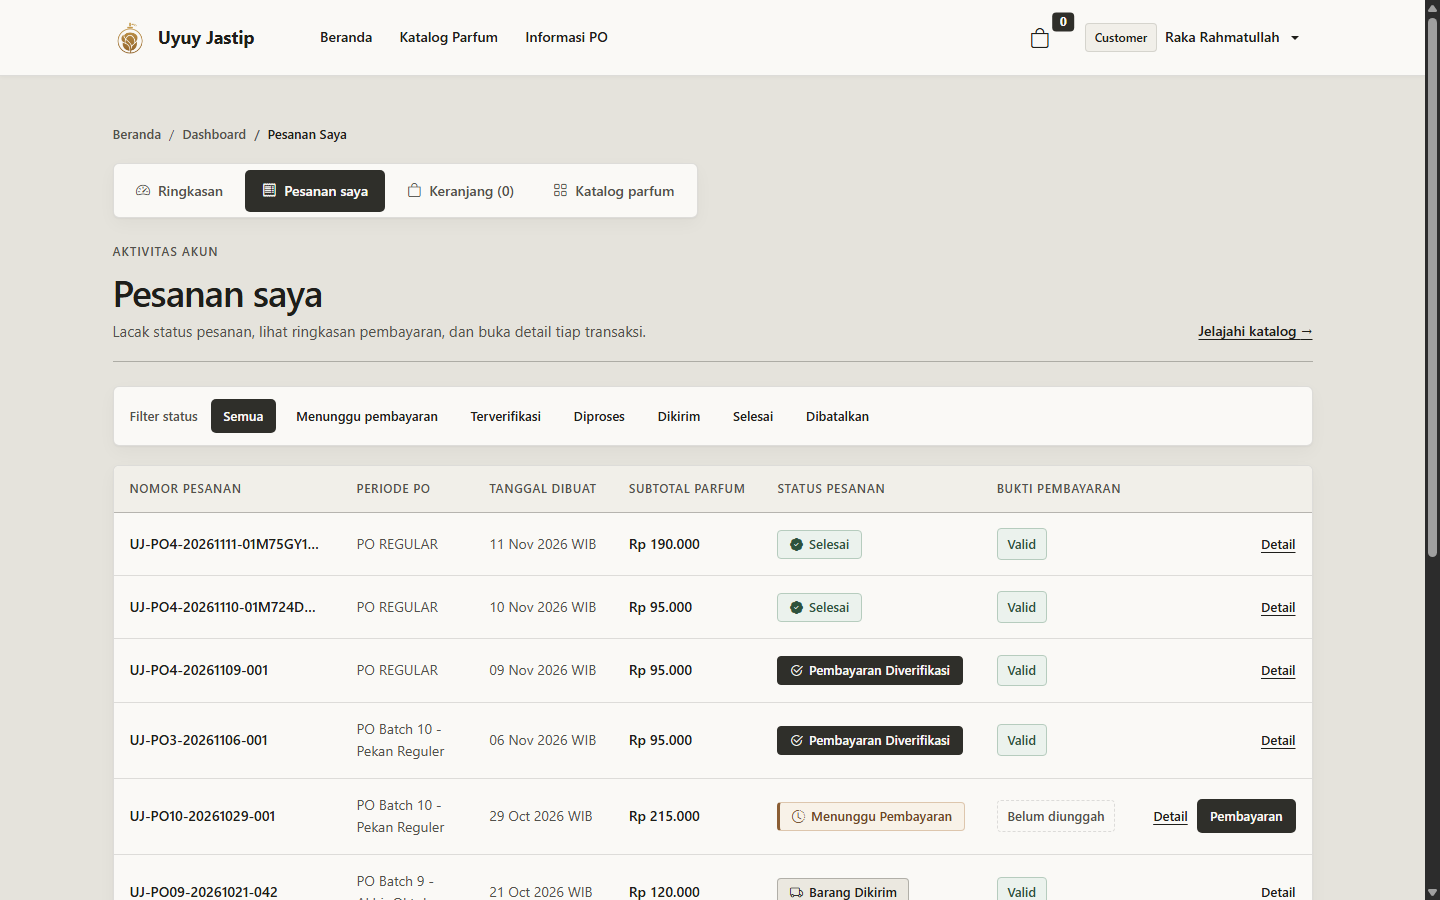 Uyuy Jastip
Beranda Katalog Parfum Informasi PO
0
Customer Raka Rahmatullah
Beranda / Dashboard / Pesanan Saya
Ringkasan Pesanan saya Keranjang (0) Katalog parfum
AKTIVITAS AKUN
Pesanan saya
Lacak status pesanan, lihat ringkasan pembayaran, dan buka detail tiap transaksi.
Jelajahi katalog →
Filter status Semua Menunggu pembayaran Terverifikasi Diproses Dikirim Selesai Dibatalkan
NOMOR PESANAN PERIODE PO TANGGAL DIBUAT SUBTOTAL PARFUM STATUS PESANAN BUKTI PEMBAYARAN
UJ-PO4-20261111-01M75GY1... PO REGULAR 11 Nov 2026 WIB Rp 190.000 Selesai Valid Detail
UJ-PO4-20261110-01M724D... PO REGULAR 10 Nov 2026 WIB Rp 95.000 Selesai Valid Detail
UJ-PO4-20261109-001 PO REGULAR 09 Nov 2026 WIB Rp 95.000 Pembayaran Diverifikasi Valid Detail
UJ-PO3-20261106-001 PO Batch 10 - Pekan Reguler 06 Nov 2026 WIB Rp 95.000 Pembayaran Diverifikasi Valid Detail
UJ-PO10-20261029-001 PO Batch 10 - Pekan Reguler 29 Oct 2026 WIB Rp 215.000 Menunggu Pembayaran Belum diunggah Detail Pembayaran
UJ-PO09-20261021-042 PO Batch 9 - 21 Oct 2026 WIB Rp 120.000 Barang Dikirim Valid Detail